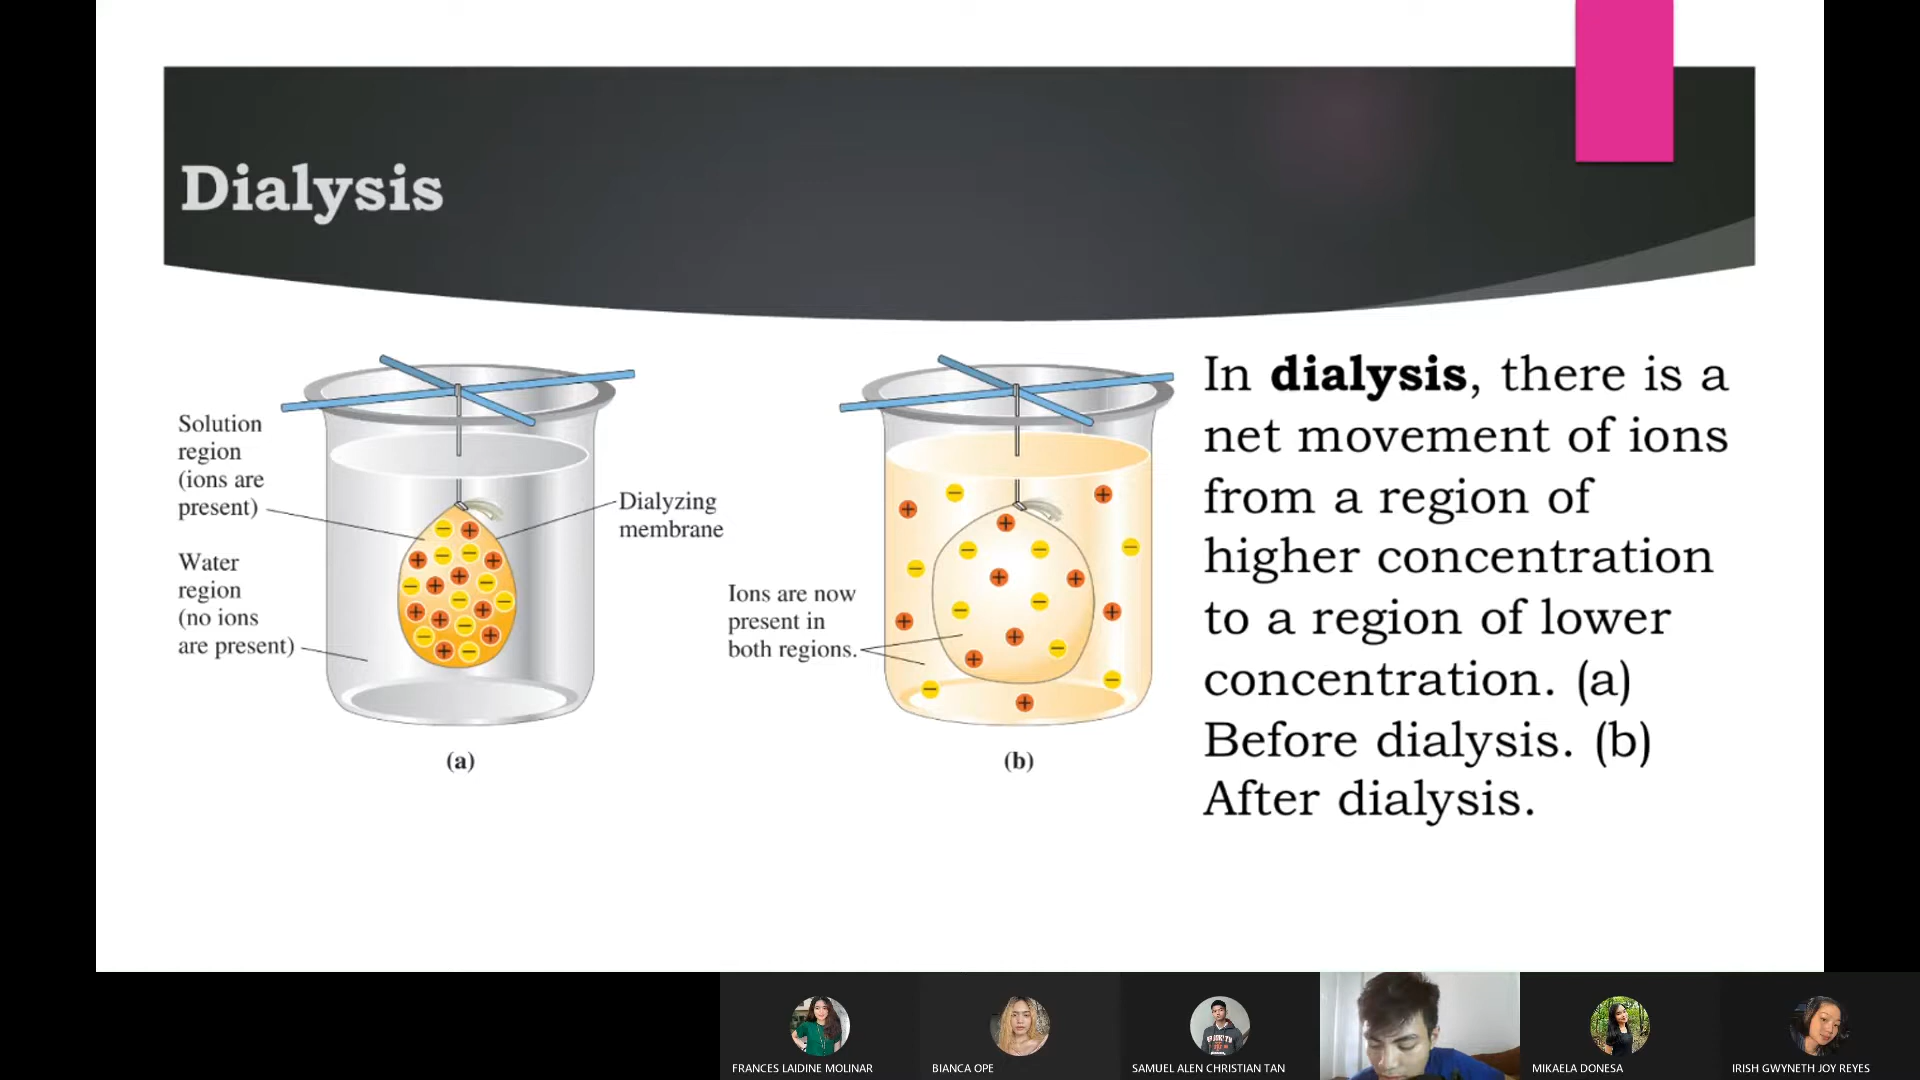 Dialysis
Solution
region
(ions are
present)
Water
region
(no ions
are present)
Dialyzing
membrane
(a)
Ions are now
present in
both regions.
(b)
In dialysis, there is a
net movement of ions
from a region of
higher concentration
to a region of lower
concentration. (a)
Before dialysis. (b)
After dialysis.
FRANCES LAIDINE MOLINAR
BIANCA OPE
SAMUEL ALEN CHRISTIAN TAN
MIKAELA DONESA
IRISH GWYNETH JOY REYES